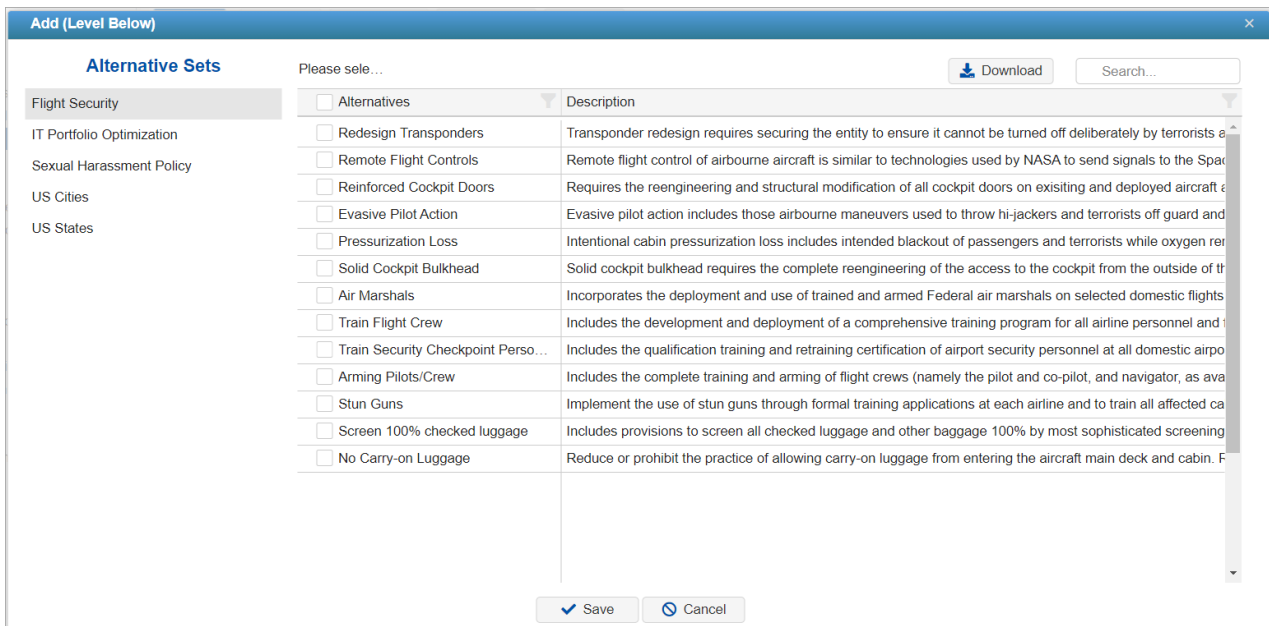 Add (Level Below)
Alternative Sets
Flight Security
IT Portfolio Optimization
Sexual Harassment Policy
US Cities
US States
Please sele…
Download
Search...
Alternatives Description
Redesign Transponders Transponder redesign requires securing the entity to ensure it cannot be turned off deliberately by terrorists a
Remote Flight Controls Remote flight control of airbourne aircraft is similar to technologies used by NASA to send signals to the Spac
Reinforced Cockpit Doors Requires the reengineering and structural modification of all cockpit doors on exisiting and deployed aircraft a
Evasive Pilot Action Evasive pilot action includes those airbourne maneuvers used to throw hi-jackers and terrorists off guard and
Pressurization Loss Intentional cabin pressurization loss includes intended blackout of passengers and terrorists while oxygen rer
Solid Cockpit Bulkhead Solid cockpit bulkhead requires the complete reengineering of the access to the cockpit from the outside of th
Air Marshals Incorporates the deployment and use of trained and armed Federal air marshals on selected domestic flights
Train Flight Crew Includes the development and deployment of a comprehensive training program for all airline personnel and
Train Security Checkpoint Perso… Includes the qualification training and retraining certification of airport security personnel at all domestic airpo
Arming Pilots/Crew Includes the complete training and arming of flight crews (namely the pilot and co-pilot, and navigator, as ava
Stun Guns Implement the use of stun guns through formal training applications at each airline and to train all affected ca
Screen 100% checked luggage Includes provisions to screen all checked luggage and other baggage 100% by most sophisticated screening
No Carry-on Luggage Reduce or prohibit the practice of allowing carry-on luggage from entering the aircraft main deck and cabin. F
Save
Cancel